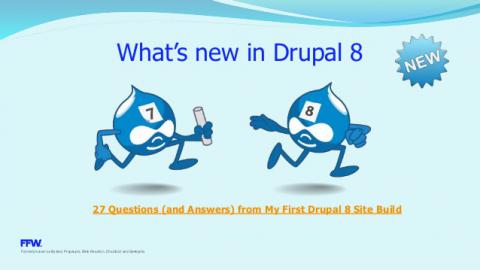 What's new in Drupal 8
NEW
7
8
27 Questions (and Answers) from My First Drupal 8 Site Build
FFW.